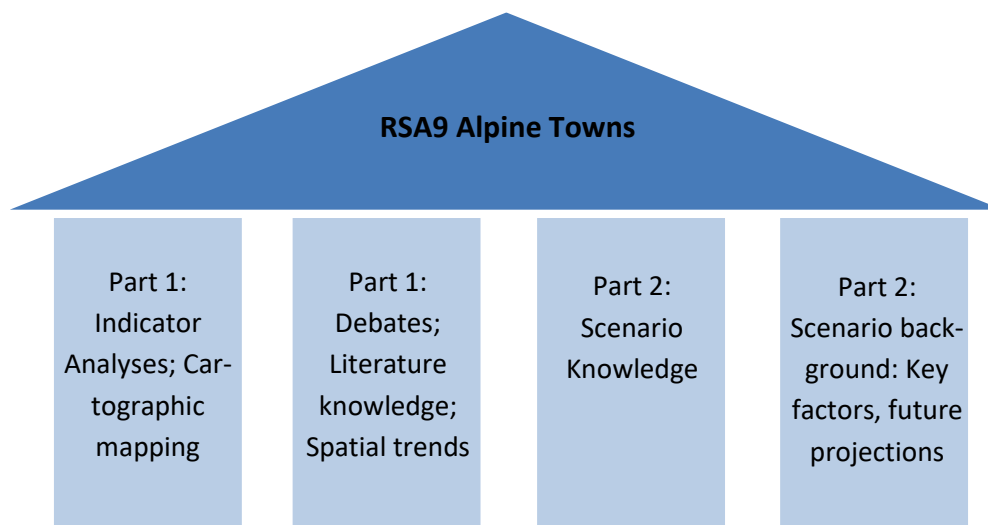 RSA9 Alpine Towns
Part 1:
Indicator
Analyses; Car-
tographic
mapping
Part 1:
Debates;
Literature
knowledge;
Spatial trends
Part 2:
Scenario
Knowledge
Part 2:
Scenario back-
ground: Key
factors, future
projections